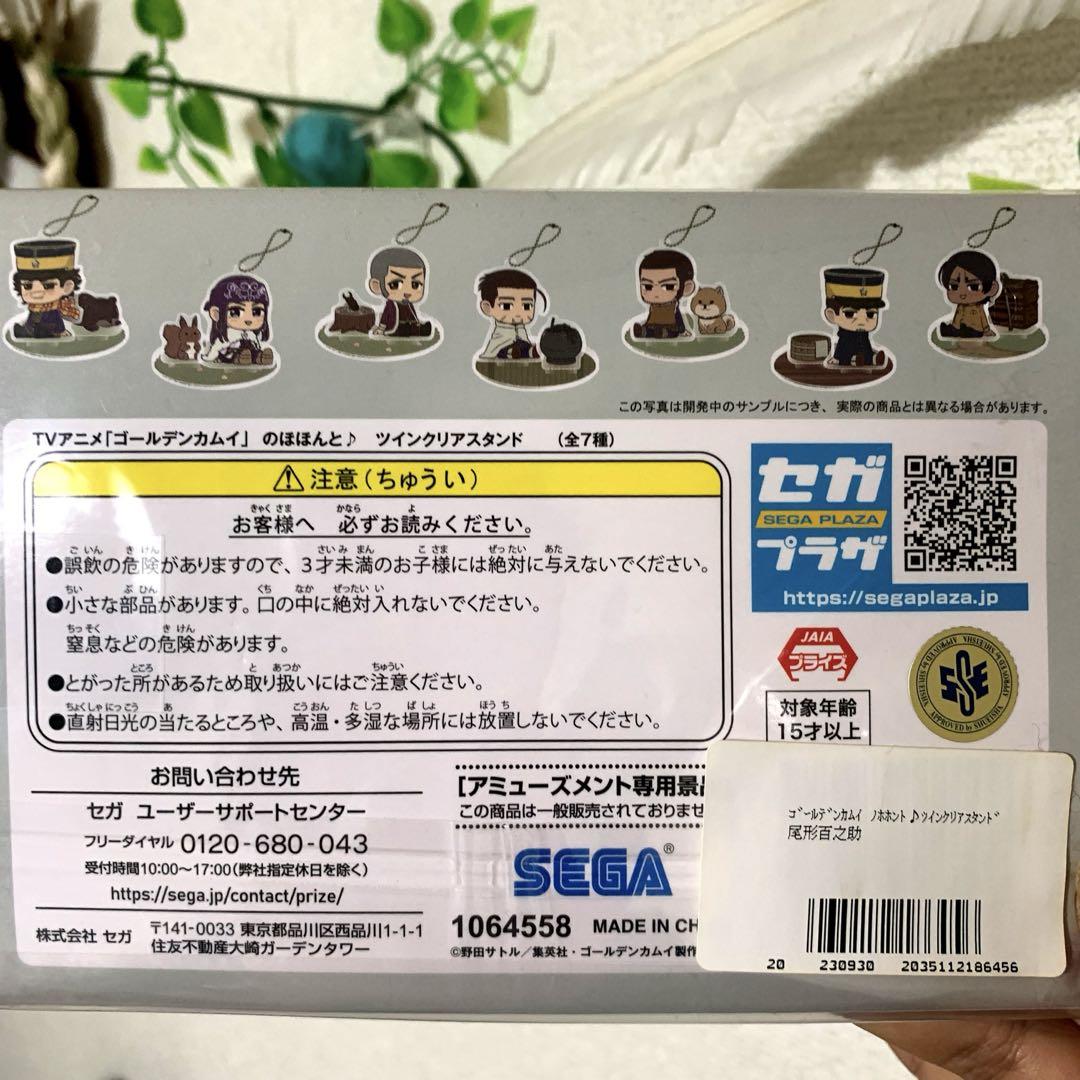 この写真は開発中のサンプルにつき、実際の商品とは異なる場合があります。
TVアニメ「ゴールデンカムイ」 のほほんと♪ ツインクリアスタンド (全7種)
⚠注意(ちゅうい)
お客様へ 必ずお読みください。
●誤飲の危険がありますので、3才未満のお子様には絶対に与えないでください。
●小さな部品があります。口の中に絶対入れないでください。
窒息などの危険があります。
●とがった所があるため取り扱いにはご注意ください。
●直射日光の当たるところや、高温・多湿な場所には放置しないでください。
セガ
SEGA PLAZA
プラザ
https://segaplaza.jp
JAIA
プライズ
SSE
APPROVED by SHUEISHA
対象年齢
15才以上
お問い合わせ先
セガ ユーザーサポートセンター
フリーダイヤル 0120-680-043
受付時間10:00〜17:00(弊社指定休日を除く)
https://sega.jp/contact/prize/
株式会社 セガ 〒141-0033 東京都品川区西品川1-1-1
住友不動産大崎ガーデンタワー
[アミューズメント専用景品
この商品は一般販売されておりませ
SEGA®
1064558 MADE IN CH
©野田サトル/集英社・ゴールデンカムイ製作
ｺﾞｰﾙﾃﾞﾝｶﾑｲ ﾉﾎﾎﾝﾄ♪ﾂｲﾝｸﾘｱｽﾀﾝﾄﾞ
尾形百之助
20 230930 2035112186456